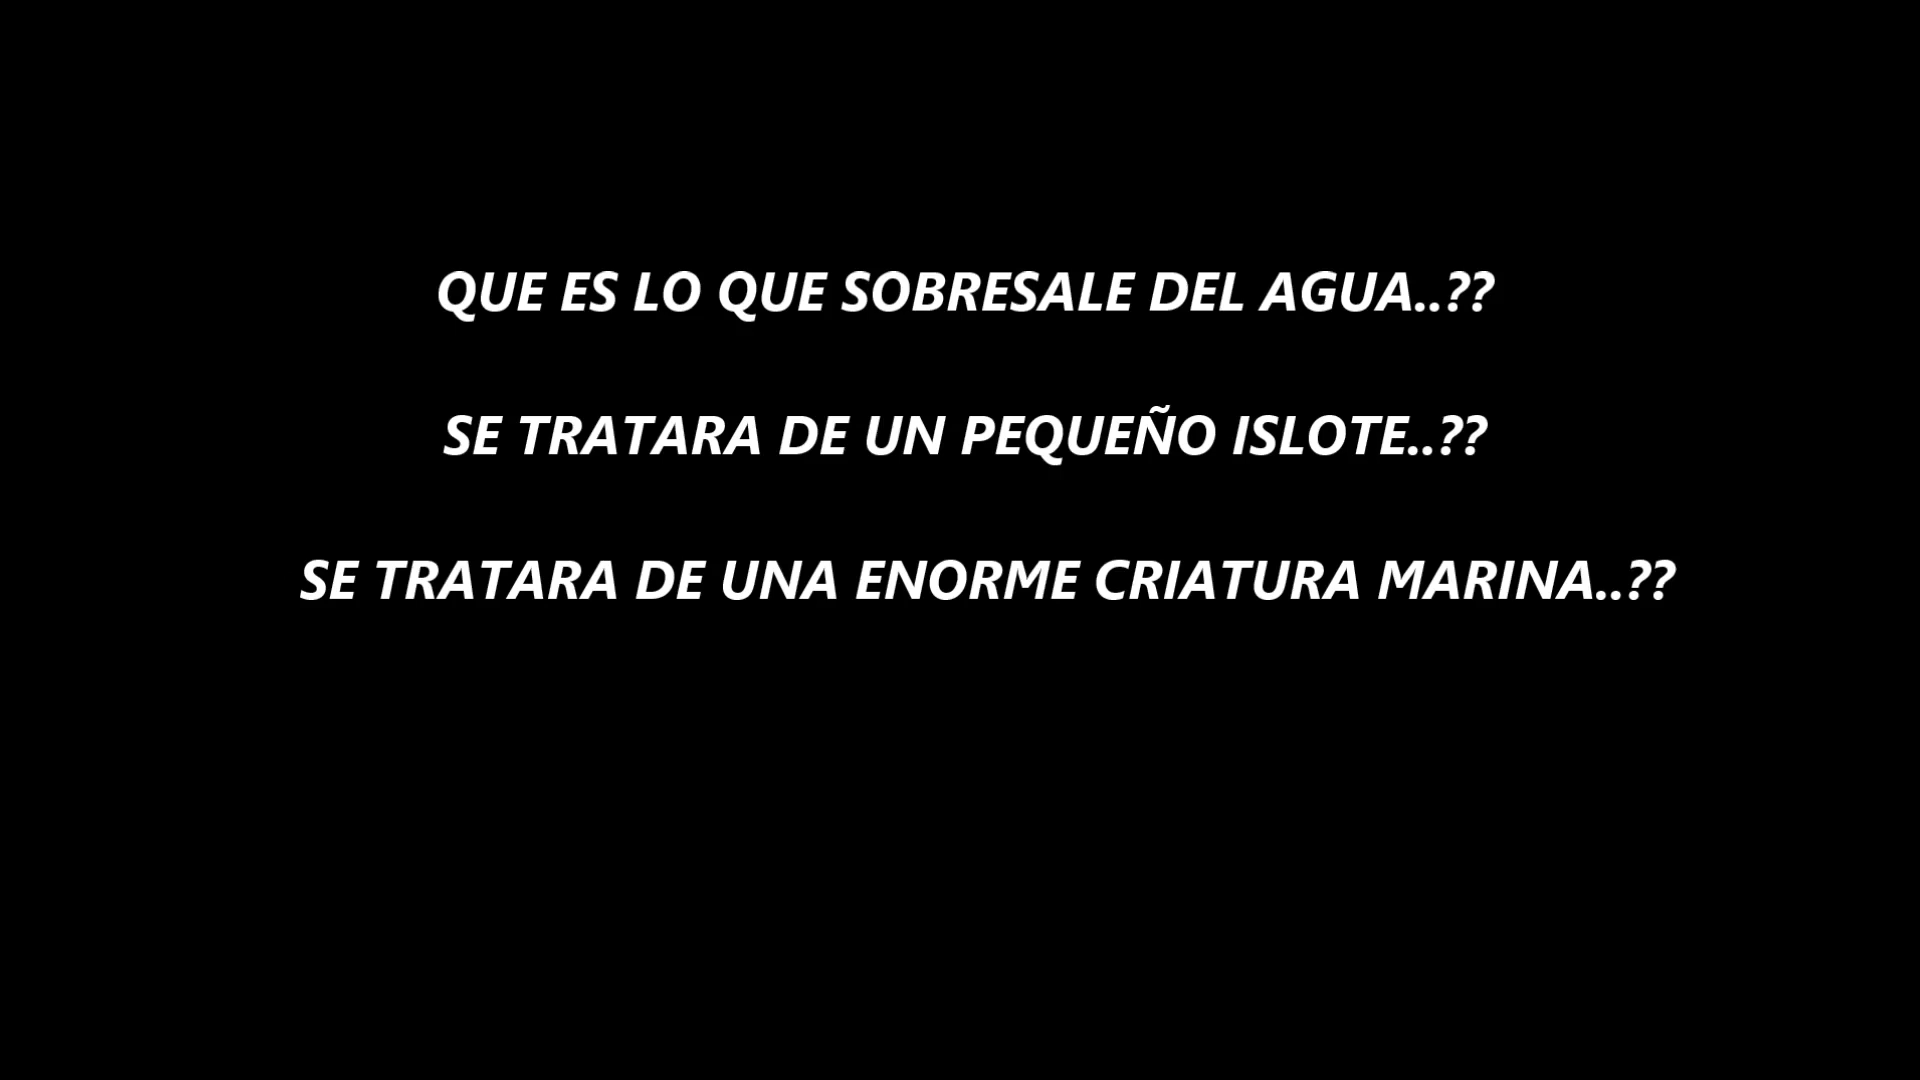 QUE ES LO QUE SOBRESALE DEL AGUA..??
SE TRATARA DE UN PEQUEÑO ISLOTE..??
SE TRATARA DE UNA ENORME CRIATURA MARINA..??